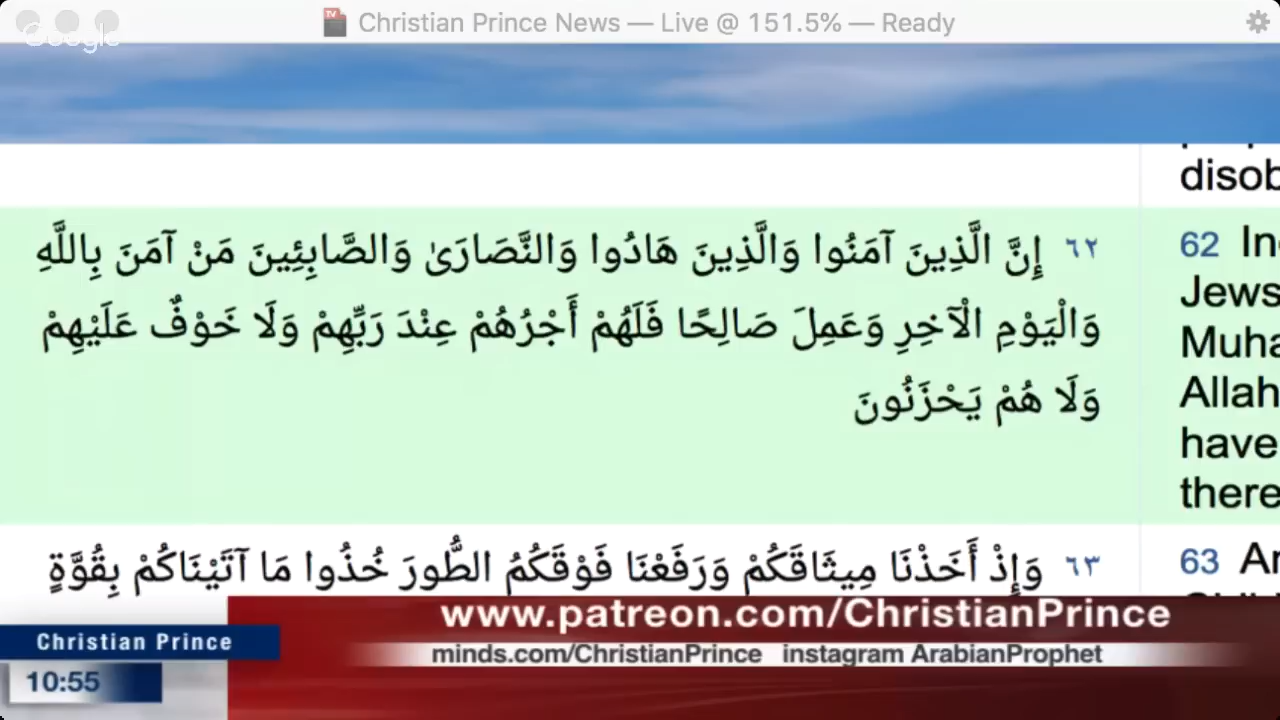 Christian Prince News — Live @ 151.5% — Ready
Google
disob
٦٢ إِنَّ الَّذِينَ آمَنُوا وَالَّذِينَ هَادُوا وَالنَّصَارَىٰ وَالصَّابِئِينَ مَنْ آمَنَ بِاللَّهِ
وَالْيَوْمِ الْآخِرِ وَعَمِلَ صَالِحًا فَلَهُمْ أَجْرُهُمْ عِنْدَ رَبِّهِمْ وَلَا خَوْفٌ عَلَيْهِمْ
وَلَا هُمْ يَحْزَنُونَ
62 In
Jews
Muha
Allah
have
there
٦٣ وَإِذْ أَخَذْنَا مِيثَاقَكُمْ وَرَفَعْنَا فَوْقَكُمُ الطُّورَ خُذُوا مَا آتَيْنَاكُمْ بِقُوَّةٍ
63 An
www.patreon.com/ChristianPrince
Christian Prince
minds.com/ChristianPrince instagram ArabianProphet
10:55